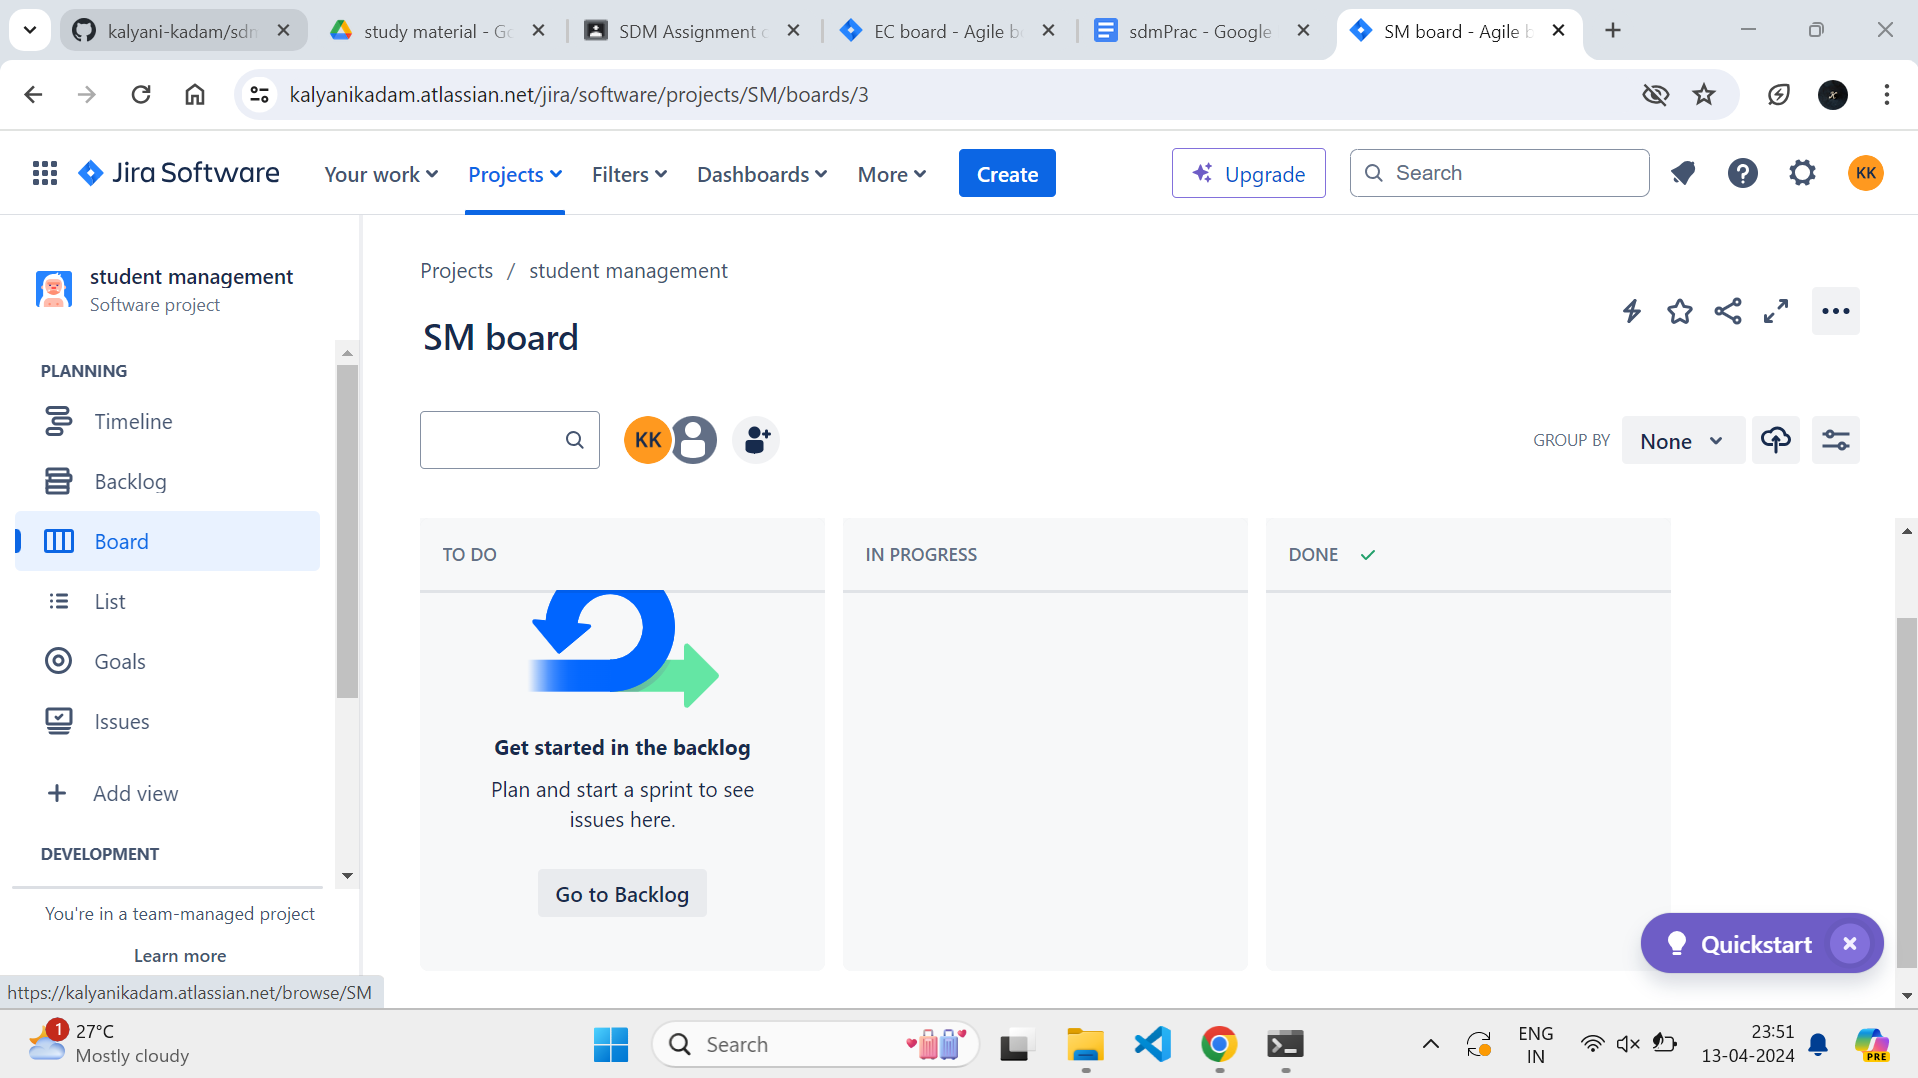 kalyani-kadam/sdm
study material - Go
SDM Assignment
EC board - Agile b
sdmPrac - Google
SM board - Agile b
kalyanikadam.atlassian.net/jira/software/projects/SM/boards/3
Jira Software
Your work
Projects
Filters
Dashboards
More
Create
Upgrade
Search
KK
student management
Software project
PLANNING
Timeline
Backlog
Board
List
Goals
Issues
Add view
DEVELOPMENT
You're in a team-managed project
Learn more
https://kalyanikadam.atlassian.net/browse/SM
Projects / student management
SM board
KK
GROUP BY
None
TO DO
IN PROGRESS
DONE
Get started in the backlog
Plan and start a sprint to see
issues here.
Go to Backlog
Quickstart
1
27°C
Mostly cloudy
Search
ENG
IN
23:51
13-04-2024
PRE